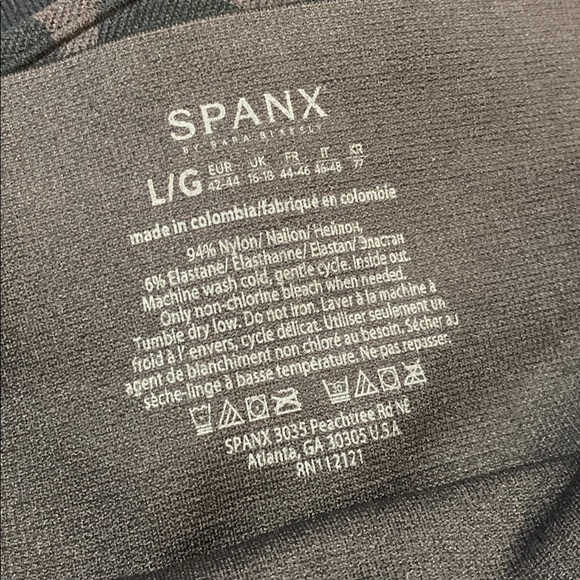 SPANX
BY SARA BLAKELY
L/G EUR 42-44 UK 16-18 FR 44-46 IT 46-48 KR 77
made in colombia/fabriqué en colombie
94% Nylon/ Nailon/ Нейлон,
6% Elastane/ Élasthanne/ Elastan/ Эластан
Machine wash cold, gentle cycle. Inside out.
Only non-chlorine bleach when needed.
Tumble dry low. Do not iron. Laver à la machine à
froid à l' envers, cycle délicat. Utiliser seulement un
agent de blanchiment non chloré au besoin. Sécher au
sèche-linge à basse température. Ne pas repasser.
30
SPANX 3035 Peachtree Rd NE
Atlanta, GA 30305 U.S.A
RN112121